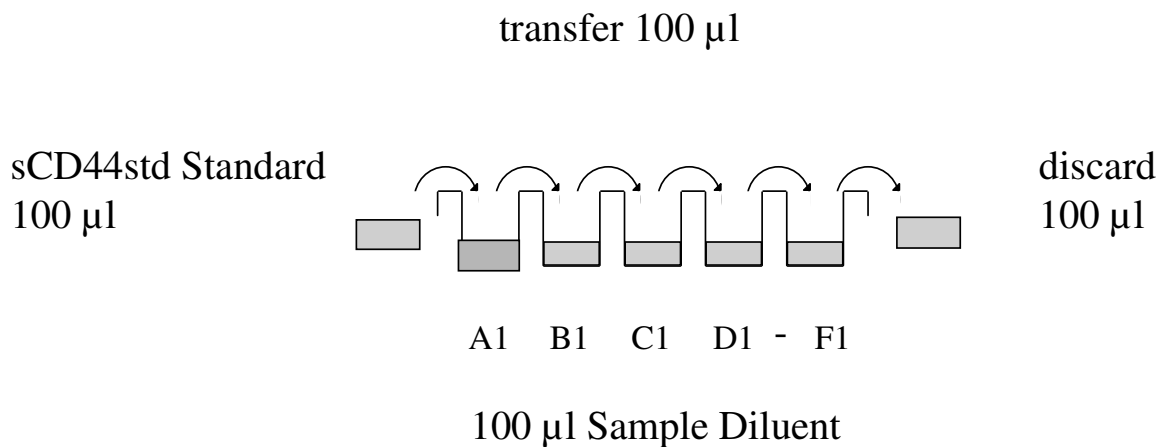 transfer 100 µl
sCD44std Standard
100 µl
discard
100 µl
A1 B1 C1 D1 - F1
100 µl Sample Diluent